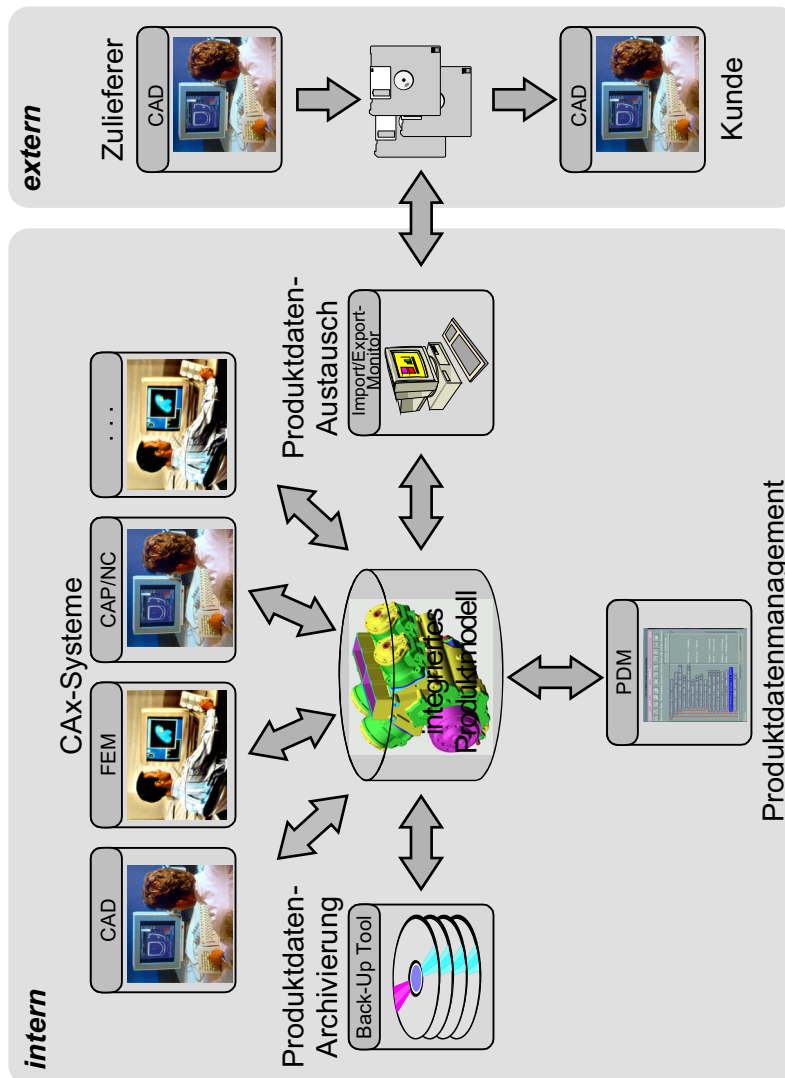 intern
CAx-Systeme
CAD
FEM
CAP/NC
. . .
Produktdaten-
Archivierung
Back-Up Tool
integriertes
Produktmodell
Produktdaten-
Austausch
Import/Export-
Monitor
PDM
Produktdatenmanagement
extern
Zulieferer
CAD
CAD
Kunde